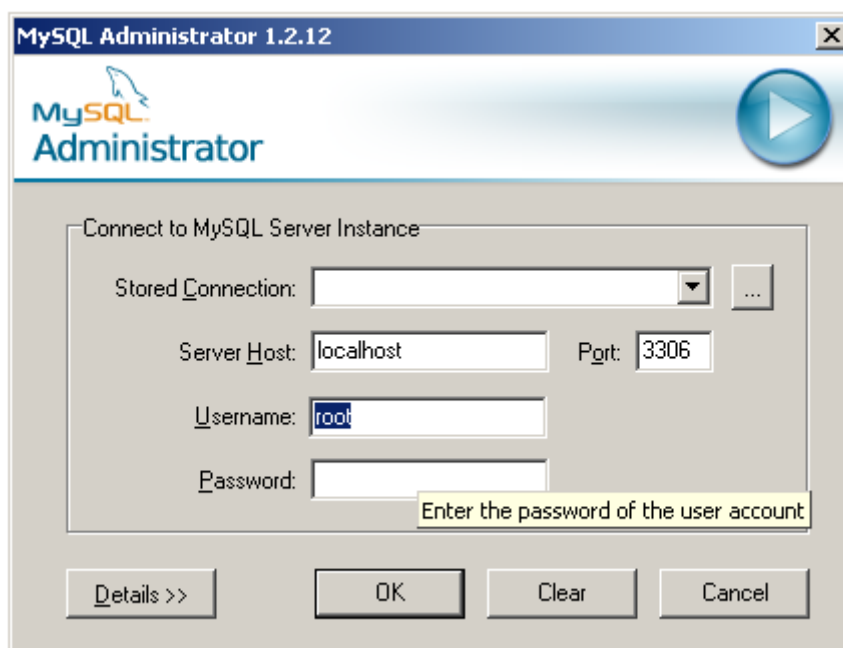 MySQL Administrator 1.2.12
MySQL
Administrator
Connect to MySQL Server Instance
Stored Connection: ...
Server Host: localhost Port: 3306
Username: root
Password:
Enter the password of the user account
Details >> OK Clear Cancel